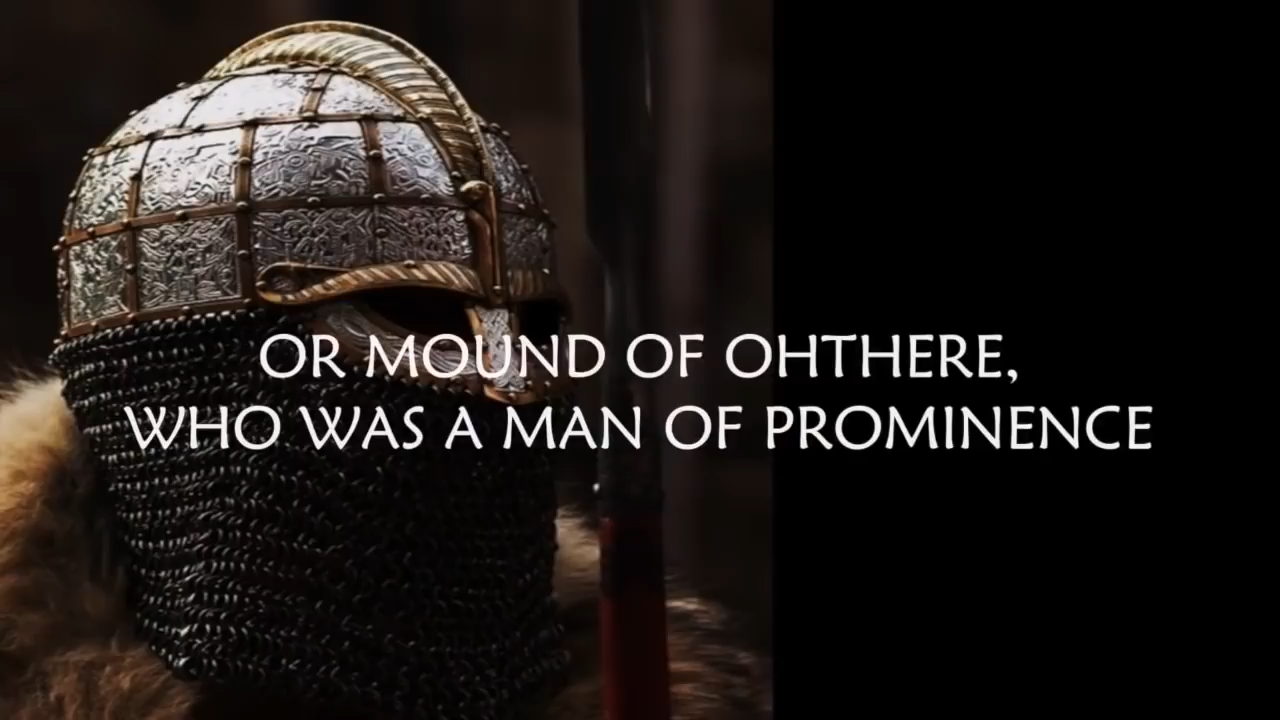 OR MOUND OF OHTHERE,
WHO WAS A MAN OF PROMINENCE